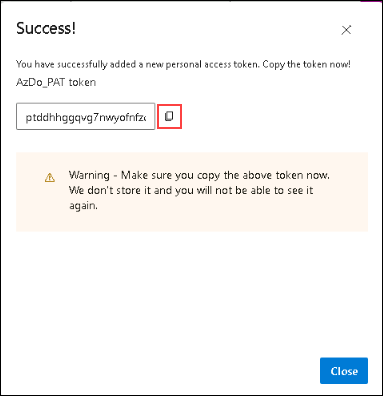 Success!
You have successfully added a new personal access token. Copy the token now!
AzDo_PAT token
ptddhhggqvg7nwyofnfz
Warning - Make sure you copy the above token now.
We don't store it and you will not be able to see it
again.
Close